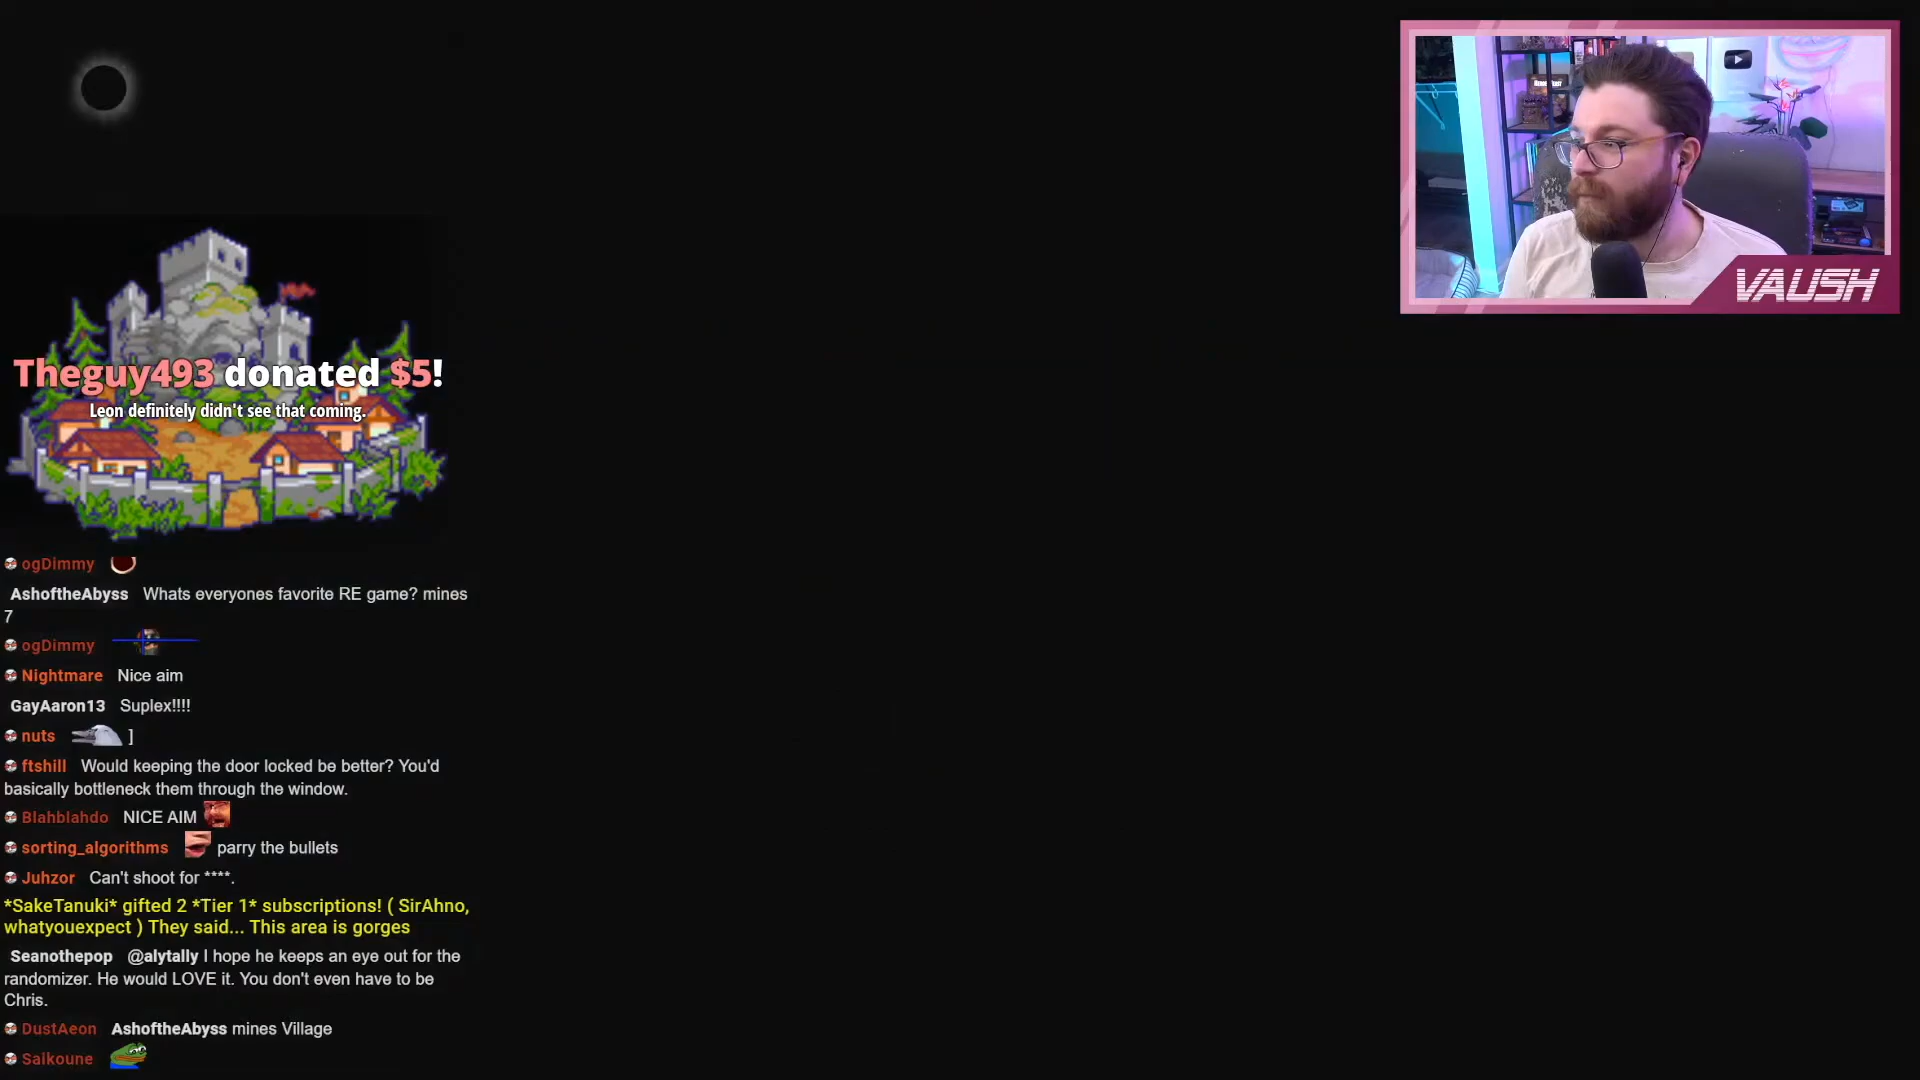 VAUSH
Theguy493 donated $5!
Leon definitely didn't see that coming.
ogDimmy
AshoftheAbyss Whats everyones favorite RE game? mines
7
ogDimmy
Nightmare Nice aim
GayAaron13 Suplex!!!!
nuts ]
ftshill Would keeping the door locked be better? You'd
basically bottleneck them through the window.
Blahblahdo NICE AIM
sorting_algorithms parry the bullets
Juhzor Can't shoot for ****.
*SakeTanuki* gifted 2 *Tier 1* subscriptions! ( SirAhno,
whatyouexpect ) They said... This area is gorges
Seanothepop @alytally I hope he keeps an eye out for the
randomizer. He would LOVE it. You don't even have to be
Chris.
DustAeon AshoftheAbyss mines Village
Salkoune